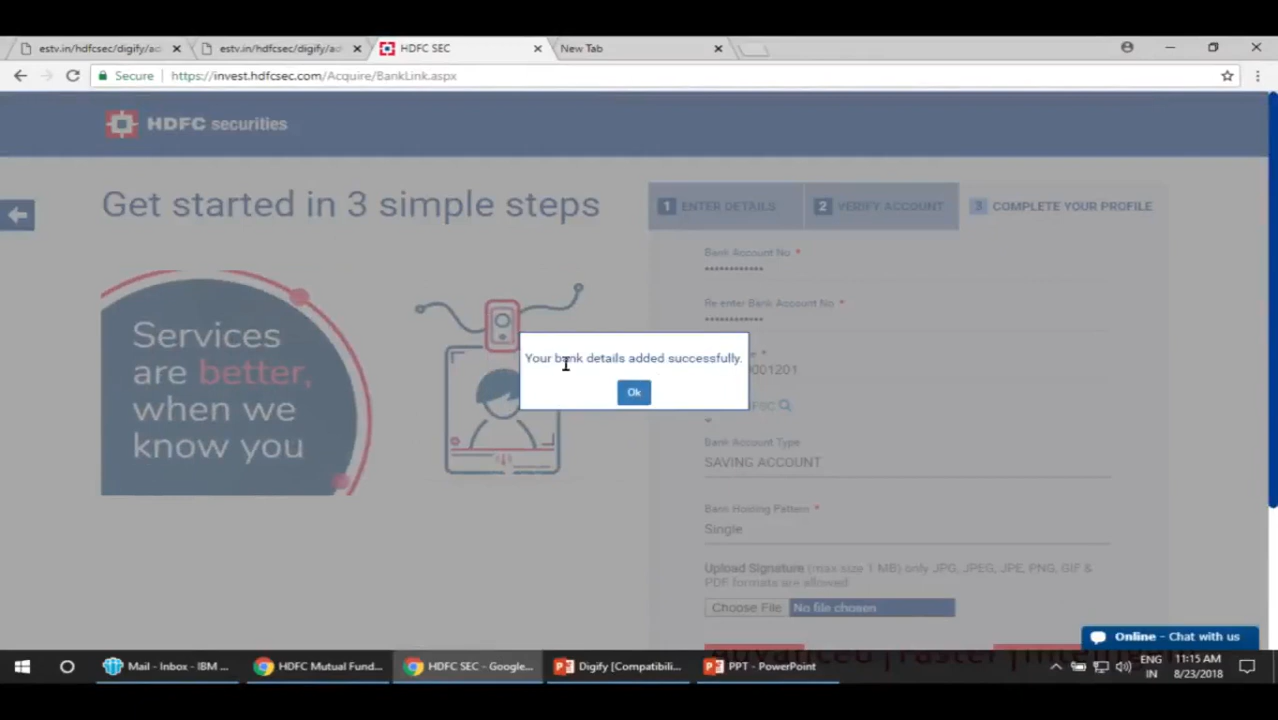 estv.in/hdfcsec/digify/ad
estv.in/hdfcsec/digify/ad
HDFC SEC
New Tab
Secure
https://invest.hdfcsec.com/Acquire/BankLink.aspx
HDFC securities
Get started in 3 simple steps
1 ENTER DETAILS
2 VERIFY ACCOUNT
3 COMPLETE YOUR PROFILE
Services
are better,
when we
know you
Bank Account No *
••••••••••••
Re-enter Bank Account No *
••••••••••••
*
001201
Your bank details added successfully.
Ok
Bank Account Type
SAVING ACCOUNT
Bank Holding Pattern *
Single
Upload Signature (max size 1 MB) only JPG, JPEG, JPE, PNG, GIF &
PDF formats are allowed
Choose File No file chosen
Online - Chat with us
Mail - Inbox - IBM ...
HDFC Mutual Fund...
HDFC SEC - Google...
Digify [Compatibili...
PPT - PowerPoint
ENG
IN
11:15 AM
8/23/2018